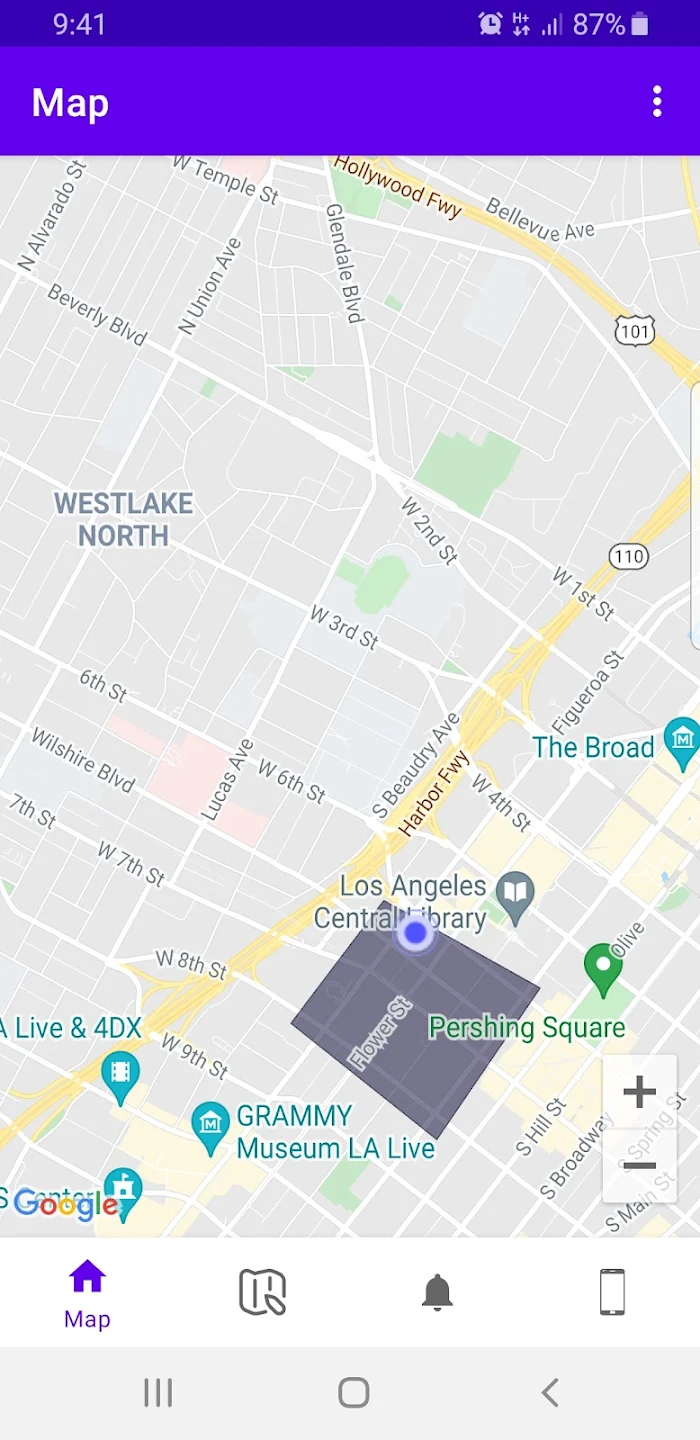 9:41
H+
87%
Map
N Alvarado St
W Temple St
Hollywood Fwy
Bellevue Ave
Glendale Blvd
N Union Ave
Beverly Blvd
101
WESTLAKE
NORTH
W 2nd St
110
W 1st St
W 3rd St
Figueroa St
6th St
The Broad
Wilshire Blvd
Lucas Ave
W 6th St
S Beaudry Ave
Harbor Fwy
W 4th St
7th St
W 7th St
Los Angeles
Central Library
Olive
W 8th St
A Live & 4DX
W 9th St
Flower St
Pershing Square
GRAMMY
Museum LA Live
S Hill St
S Broadway
S Spring St
S Main St
S Center
Google
Map